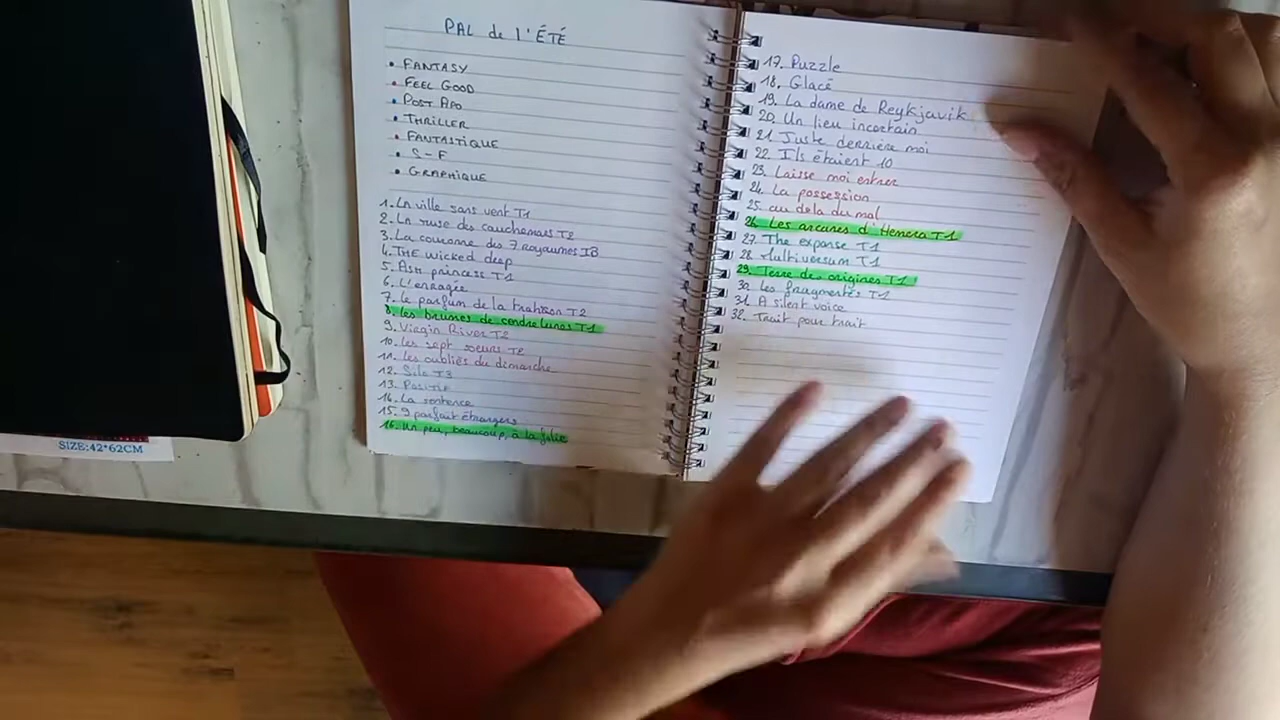 PAL de l'ÉTÉ
• FANTASY
• FEEL GOOD
• POST APO
• THRILLER
• FANTASTIQUE
• S-F
• GRAPHIQUE
1. La ville sans vent T1
2. La ruse des cauchemars T2
3. La couronne des 7 royaumes
4. THE wicked deep
5. Ash princess T1
6. L'enragée
7. Le parfum de la trahison T2
8. Les brumes de cendrelunes T1
9. Virgin River T2
10. Les sept soeurs T2
11. Les oubliés du dimanche
12. Silo T3
13.
14. La sentence
15. 9 parfait étrangers
16. Un peu, beaucoup, à la folie
17. Puzzle
18. Glacé
19. La dame de Reykjavik
20. Un lieu incertain
21. Juste derrière moi
22. Ils étaient 10
23. Laisse moi entrer
24. La possession
25. au dela du mal
26. Les arcanes d'Hemera T1
27. The expanse T1
28. Multiversum T1
29. Terre des origines T1
30. Les fragmentés T1
31. A silent voice
32. Trait pour trait
SIZE:42*62CM